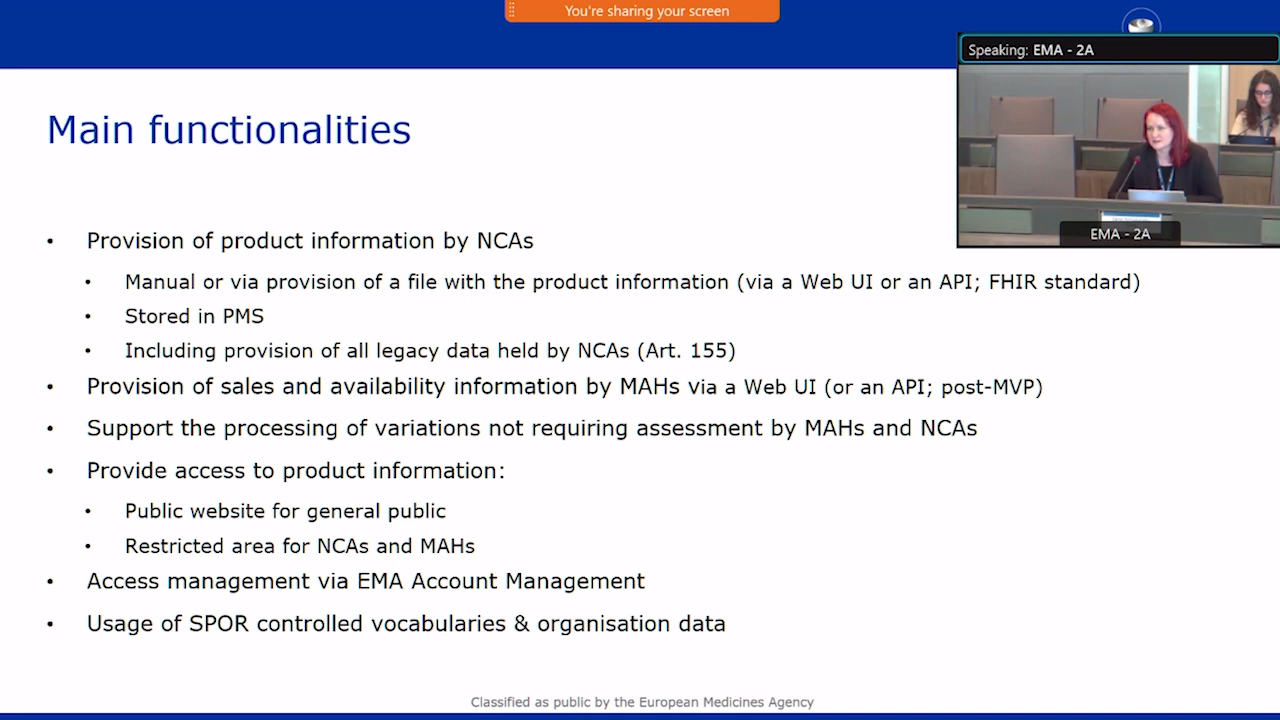 You're sharing your screen
Speaking: EMA - 2A
EMA - 2A
Main functionalities
• Provision of product information by NCAs
• Manual or via provision of a file with the product information (via a Web UI or an API; FHIR standard)
• Stored in PMS
• Including provision of all legacy data held by NCAs (Art. 155)
• Provision of sales and availability information by MAHs via a Web UI (or an API; post-MVP)
• Support the processing of variations not requiring assessment by MAHs and NCAs
• Provide access to product information:
• Public website for general public
• Restricted area for NCAs and MAHs
• Access management via EMA Account Management
• Usage of SPOR controlled vocabularies & organisation data
Classified as public by the European Medicines Agency